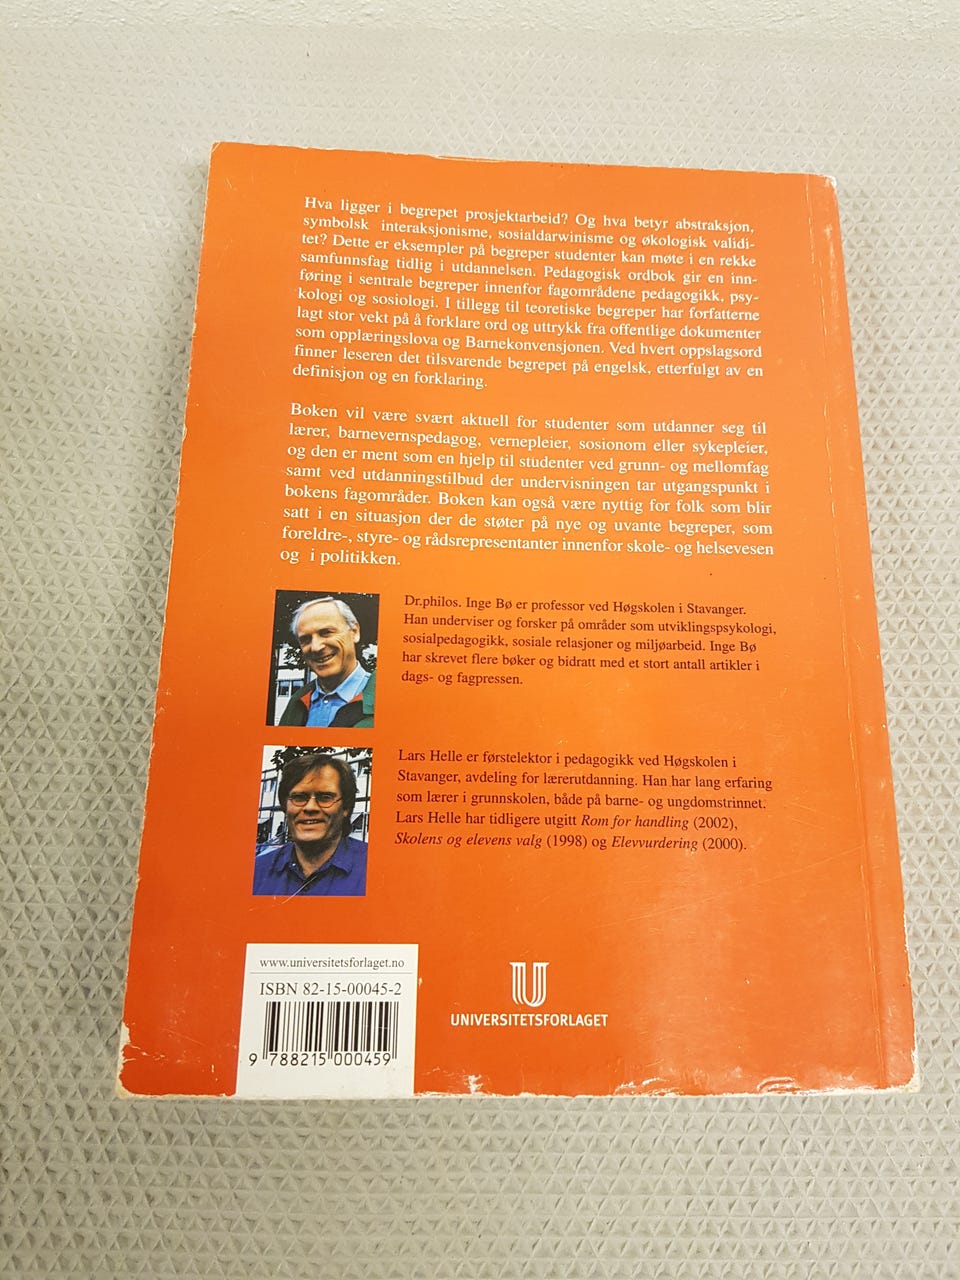 Hva ligger i begrepet prosjektarbeid? Og hva betyr abstraksjon,
symbolsk interaksjonisme, sosialdarwinisme og økologisk validi-
tet? Dette er eksempler på begreper studenter kan møte i en rekke
samfunnsfag tidlig i utdannelsen. Pedagogisk ordbok gir en inn-
føring i sentrale begreper innenfor fagområdene pedagogikk, psy-
kologi og sosiologi. I tillegg til teoretiske begreper har forfatterne
lagt stor vekt på å forklare ord og uttrykk fra offentlige dokumenter
som opplæringslova og Barnekonvensjonen. Ved hvert oppslagsord
finner leseren det tilsvarende begrepet på engelsk, etterfulgt av en
definisjon og en forklaring.
Boken vil være svært aktuell for studenter som utdanner seg til
lærer, barnevernspedagog, vernepleier, sosionom eller sykepleier,
og den er ment som en hjelp til studenter ved grunn- og mellomfag
samt ved utdanningstilbud der undervisningen tar utgangspunkt i
bokens fagområder. Boken kan også være nyttig for folk som blir
satt i en situasjon der de støter på nye og uvante begreper, som
foreldre-, styre- og rådsrepresentanter innenfor skole- og helsevesen
og i politikken.
Dr.philos. Inge Bø er professor ved Høgskolen i Stavanger.
Han underviser og forsker på områder som utviklingspsykologi,
sosialpedagogikk, sosiale relasjoner og miljøarbeid. Inge Bø
har skrevet flere bøker og bidratt med et stort antall artikler i
dags- og fagpressen.
Lars Helle er førstelektor i pedagogikk ved Høgskolen i
Stavanger, avdeling for lærerutdanning. Han har lang erfaring
som lærer i grunnskolen, både på barne- og ungdomstrinnet.
Lars Helle har tidligere utgitt Rom for handling (2002),
Skolens og elevens valg (1998) og Elevvurdering (2000).
www.universitetsforlaget.no
ISBN 82-15-00045-2
9 788215 000459
UNIVERSITETSFORLAGET